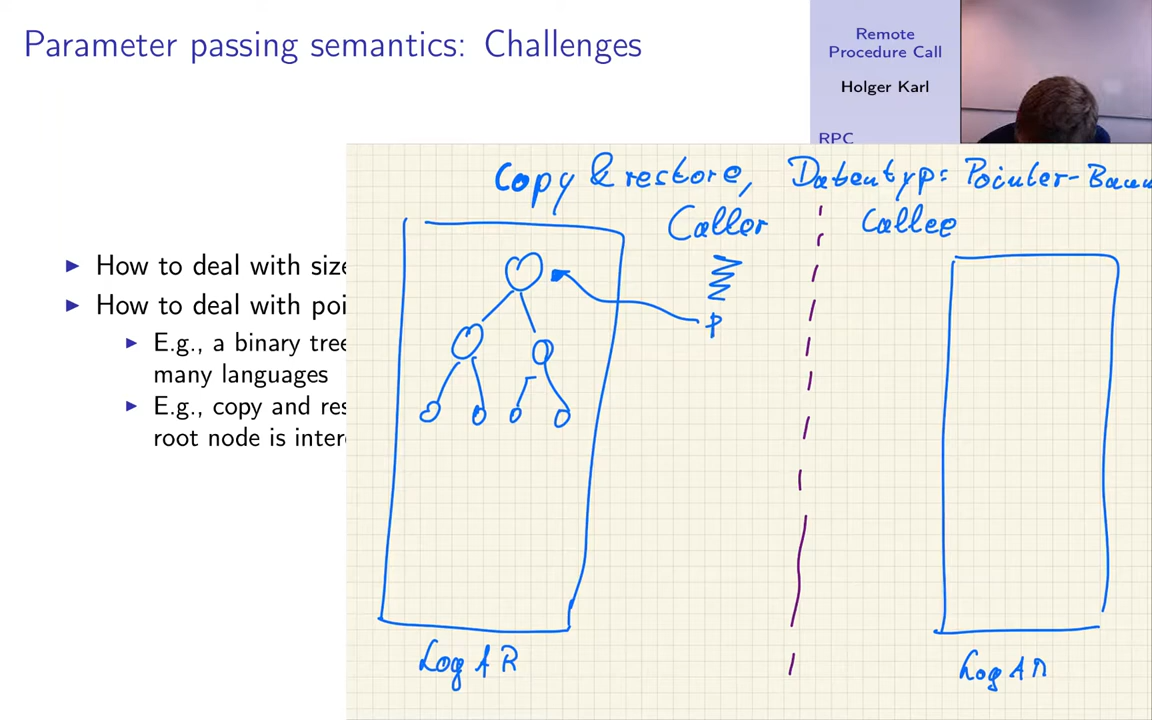 Parameter passing semantics: Challenges
Remote
Procedure Call
Holger Karl
RPC
Copy & restore, Datentyp: Pointer-Baum
Caller
Callee
How to deal with size
How to deal with poi
E.g., a binary tree
many languages
E.g., copy and res
root node is inter
p
Log AR
Log AR